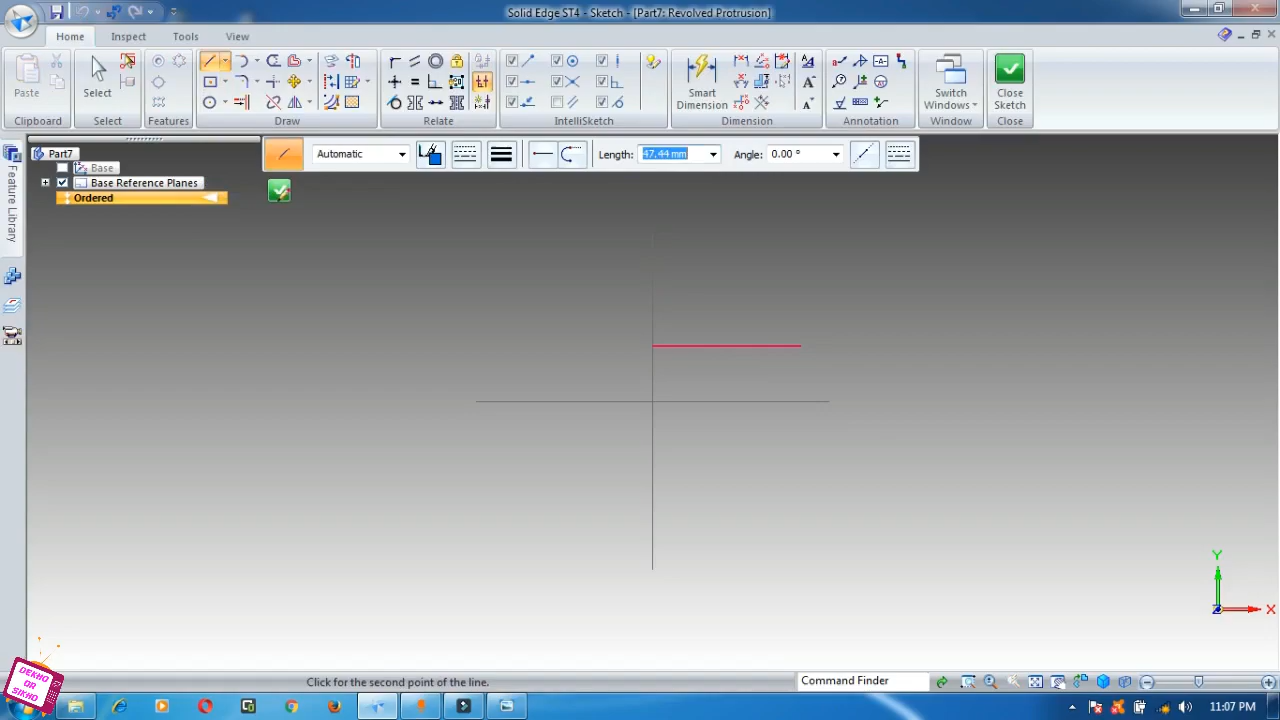 Solid Edge ST4 - Sketch - [Part7: Revolved Protrusion]
Home Inspect Tools View
Paste
Clipboard
Select
Select
Features
Draw
Relate
IntelliSketch
Smart Dimension
Dimension
Annotation
Switch Windows
Window
Close Sketch
Close
Automatic
Length: 47.44 mm
Angle: 0.00 °
Feature Library
Part7
Base
Base Reference Planes
Ordered
Y
X
Click for the second point of the line.
Command Finder
DEKHO
OR
SIKHO
11:07 PM